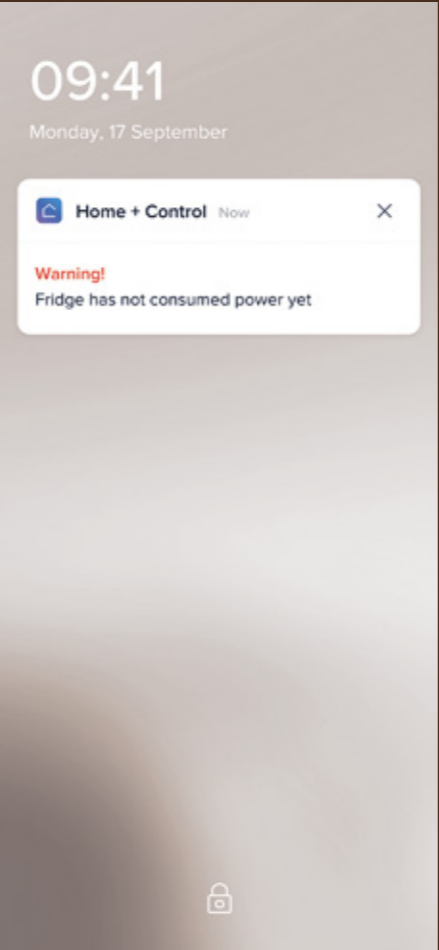 09:41
Monday, 17 September
Home + Control Now
Warning!
Fridge has not consumed power yet